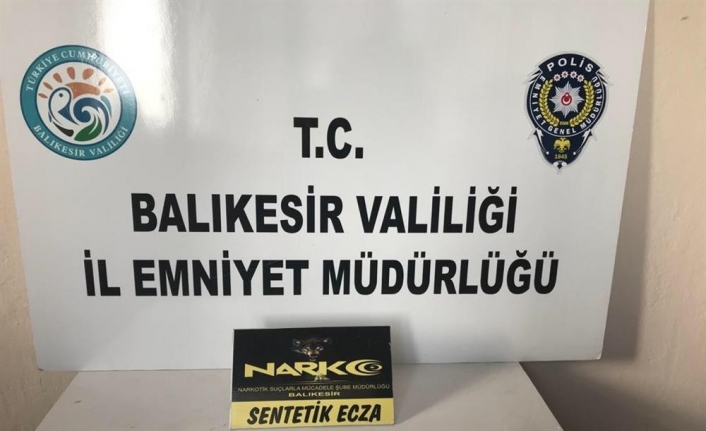 TÜRKİYE CUMHURİYETİ
BALIKESİR VALİLİĞİ
POLİS
EMNİYET GENEL MÜDÜRLÜĞÜ
1845
T.C.
BALIKESİR VALİLİĞİ
İL EMNİYET MÜDÜRLÜĞÜ
NARKO
NARKOTİK SUÇLARLA MÜCADELE ŞUBE MÜDÜRLÜĞÜ
BALIKESİR
SENTETİK ECZA